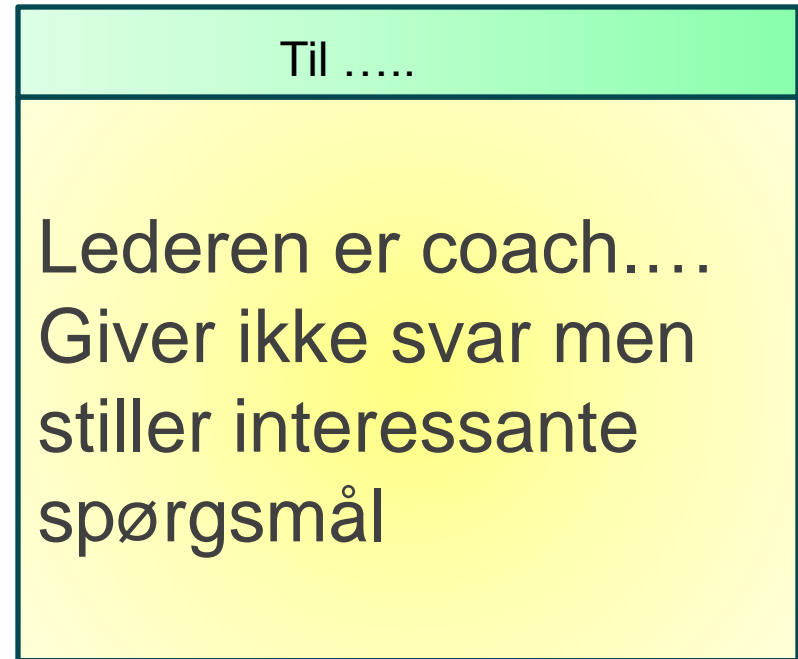 Til …..
Lederen er coach.…
Giver ikke svar men
stiller interessante
spørgsmål